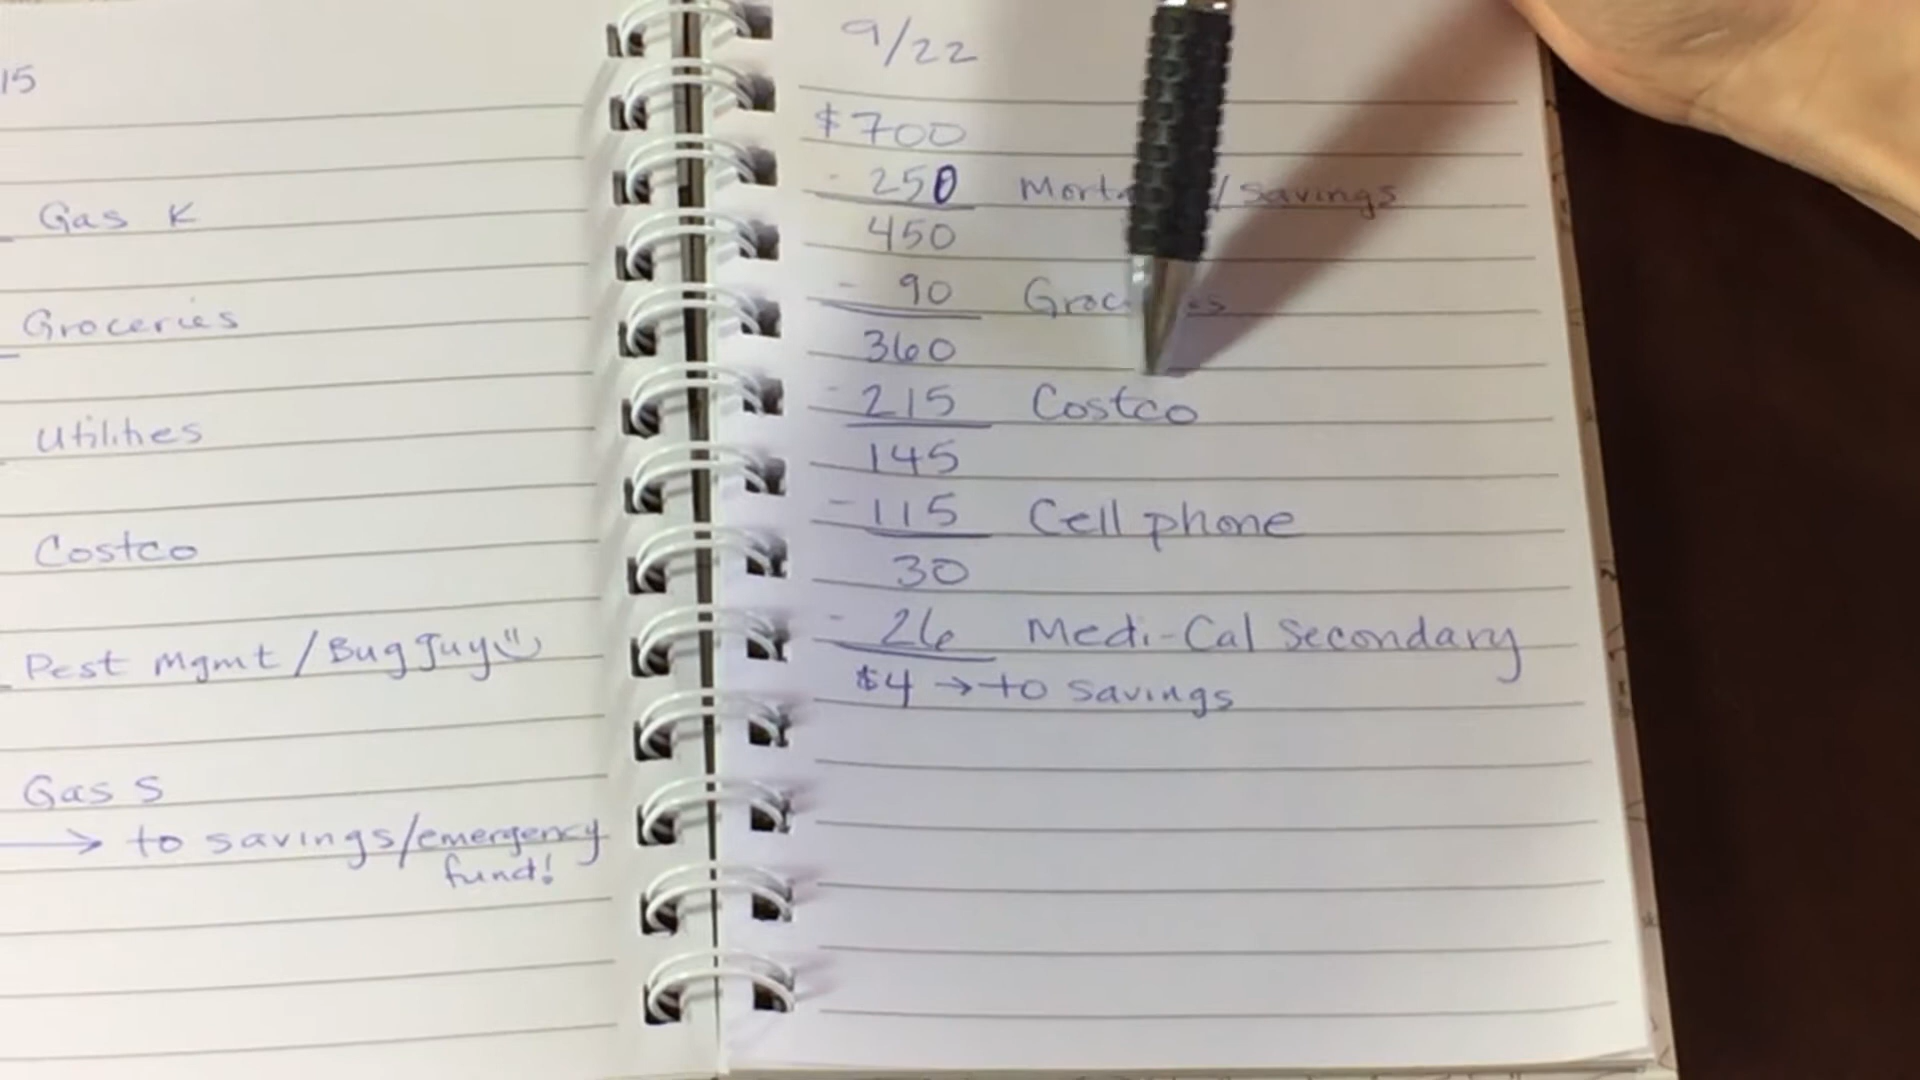 15
Gas K
Groceries
Utilities
Costco
Pest Mgmt / Bug guy
Gas S
→ to savings/emergency
fund!
9/22
$700
- 250 / savings
450
- 90
360
- 215 Costco
145
- 115 Cell phone
30
- 26 Medi-Cal Secondary
$4 → to savings